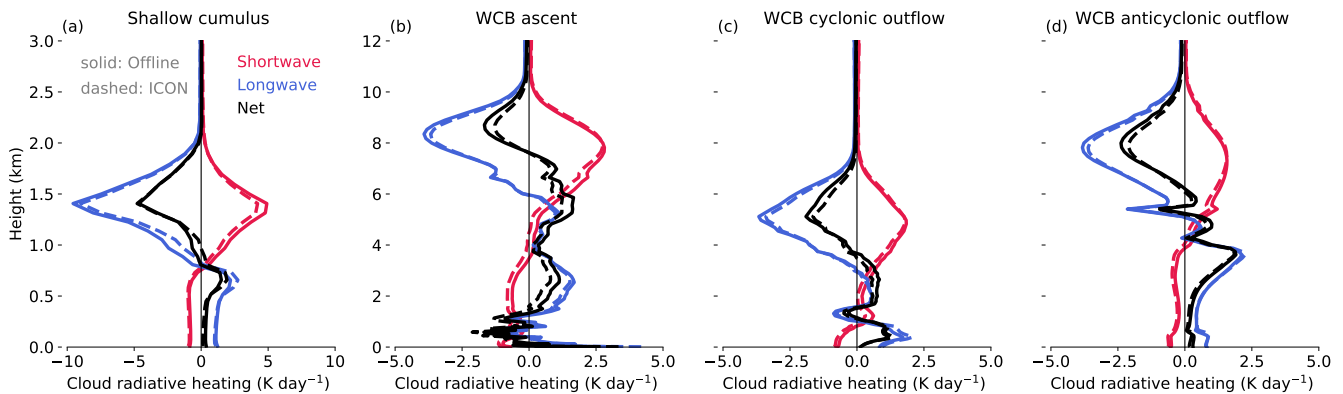 (a)
Shallow cumulus
(b)
WCB ascent
(c)
WCB cyclonic outflow
(d)
WCB anticyclonic outflow
solid: Offline
dashed: ICON
Shortwave
Longwave
Net
Height (km)
3.0
2.5
2.0
1.5
1.0
0.5
0.0
12
10
8
6
4
2
0
−10
−5
0
5
10
−5.0
−2.5
0.0
2.5
5.0
−5.0
−2.5
0.0
2.5
5.0
−5.0
−2.5
0.0
2.5
5.0
Cloud radiative heating (K day⁻¹)
Cloud radiative heating (K day⁻¹)
Cloud radiative heating (K day⁻¹)
Cloud radiative heating (K day⁻¹)